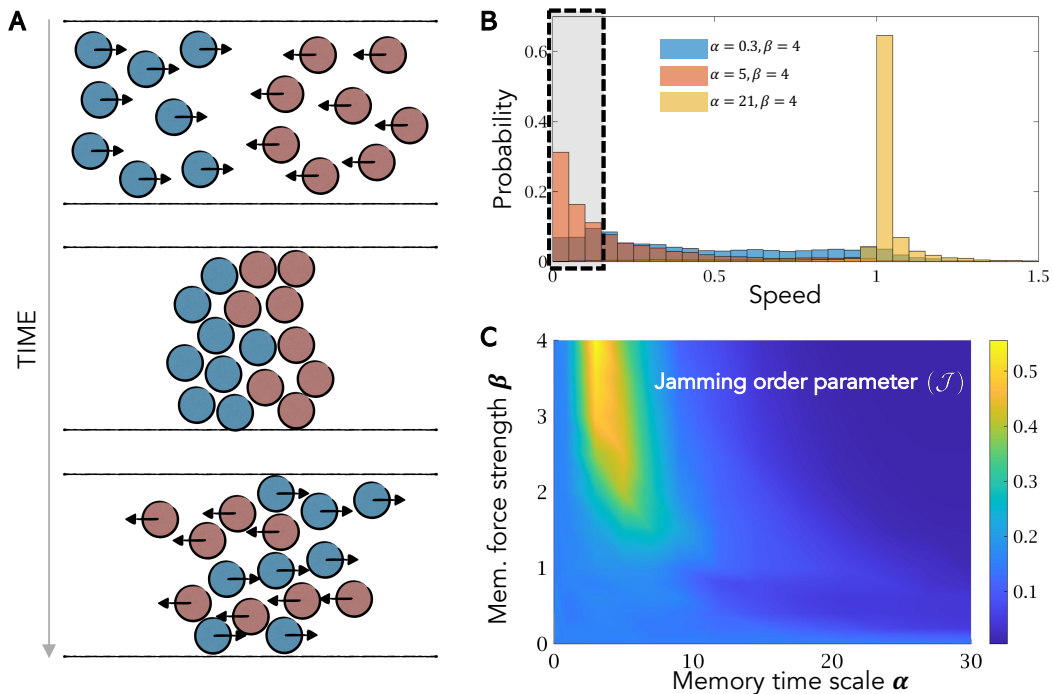 A
TIME
B
Probability
0.6
0.4
0.2
0
α = 0.3, β = 4
α = 5, β = 4
α = 21, β = 4
0
0.5
1
1.5
Speed
C
Mem. force strength β
4
3
2
1
0
Jamming order parameter (𝒥)
0
10
20
30
Memory time scale α
0.5
0.4
0.3
0.2
0.1